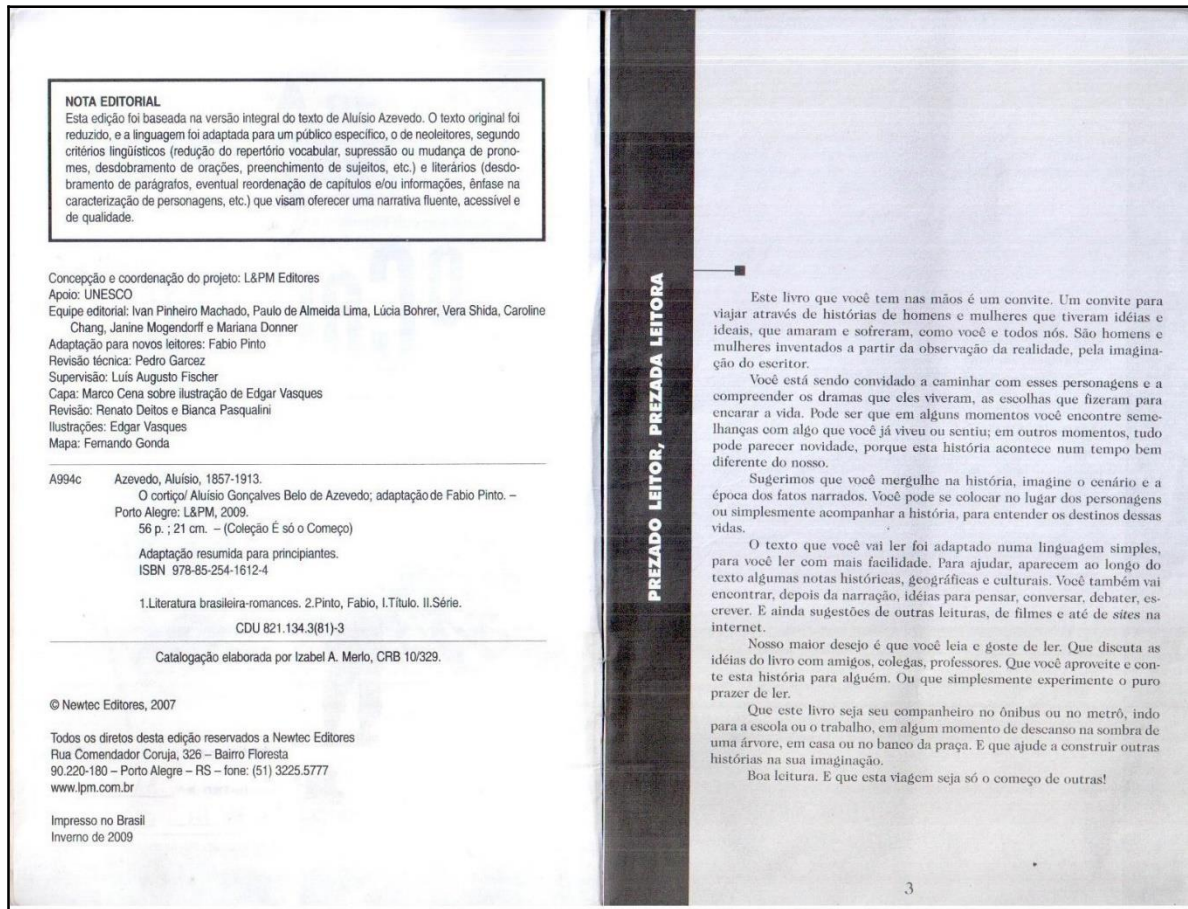 NOTA EDITORIAL
Esta edição foi baseada na versão integral do texto de Aluísio Azevedo. O texto original foi
reduzido, e a linguagem foi adaptada para um público específico, o de neoleitores, segundo
critérios lingüísticos (redução do repertório vocabular, supressão ou mudança de prono-
mes, desdobramento de orações, preenchimento de sujeitos, etc.) e literários (desdo-
bramento de parágrafos, eventual reordenação de capítulos e/ou informações, ênfase na
caracterização de personagens, etc.) que visam oferecer uma narrativa fluente, acessível e
de qualidade.
Concepção e coordenação do projeto: L&PM Editores
Apoio: UNESCO
Equipe editorial: Ivan Pinheiro Machado, Paulo de Almeida Lima, Lúcia Bohrer, Vera Shida, Caroline
Chang, Janine Mogendorff e Mariana Donner
Adaptação para novos leitores: Fabio Pinto
Revisão técnica: Pedro Garcez
Supervisão: Luís Augusto Fischer
Capa: Marco Cena sobre ilustração de Edgar Vasques
Revisão: Renato Deitos e Bianca Pasqualini
Ilustrações: Edgar Vasques
Mapa: Fernando Gonda
A994c Azevedo, Aluísio, 1857-1913.
O cortiço/ Aluísio Gonçalves Belo de Azevedo; adaptação de Fabio Pinto. –
Porto Alegre: L&PM, 2009.
56 p. ; 21 cm. – (Coleção É só o Começo)
Adaptação resumida para principiantes.
ISBN 978-85-254-1612-4
1.Literatura brasileira-romances. 2.Pinto, Fabio, I.Título. II.Série.
CDU 821.134.3(81)-3
Catalogação elaborada por Izabel A. Merlo, CRB 10/329.
© Newtec Editores, 2007
Todos os diretos desta edição reservados a Newtec Editores
Rua Comendador Coruja, 326 – Bairro Floresta
90.220-180 – Porto Alegre – RS – fone: (51) 3225.5777
www.lpm.com.br
Impresso no Brasil
Inverno de 2009
PREZADO LEITOR, PREZADA LEITORA
Este livro que você tem nas mãos é um convite. Um convite para
viajar através de histórias de homens e mulheres que tiveram idéias e
ideais, que amaram e sofreram, como você e todos nós. São homens e
mulheres inventados a partir da observação da realidade, pela imagina-
ção do escritor.
Você está sendo convidado a caminhar com esses personagens e a
compreender os dramas que eles viveram, as escolhas que fizeram para
encarar a vida. Pode ser que em alguns momentos você encontre seme-
lhanças com algo que você já viveu ou sentiu; em outros momentos, tudo
pode parecer novidade, porque esta história acontece num tempo bem
diferente do nosso.
Sugerimos que você mergulhe na história, imagine o cenário e a
época dos fatos narrados. Você pode se colocar no lugar dos personagens
ou simplesmente acompanhar a história, para entender os destinos dessas
vidas.
O texto que você vai ler foi adaptado numa linguagem simples,
para você ler com mais facilidade. Para ajudar, aparecem ao longo do
texto algumas notas históricas, geográficas e culturais. Você também vai
encontrar, depois da narração, idéias para pensar, conversar, debater, es-
crever. E ainda sugestões de outras leituras, de filmes e até de sites na
internet.
Nosso maior desejo é que você leia e goste de ler. Que discuta as
idéias do livro com amigos, colegas, professores. Que você aproveite e con-
te esta história para alguém. Ou que simplesmente experimente o puro
prazer de ler.
Que este livro seja seu companheiro no ônibus ou no metrô, indo
para a escola ou o trabalho, em algum momento de descanso na sombra de
uma árvore, em casa ou no banco da praça. E que ajude a construir outras
histórias na sua imaginação.
Boa leitura. E que esta viagem seja só o começo de outras!
3